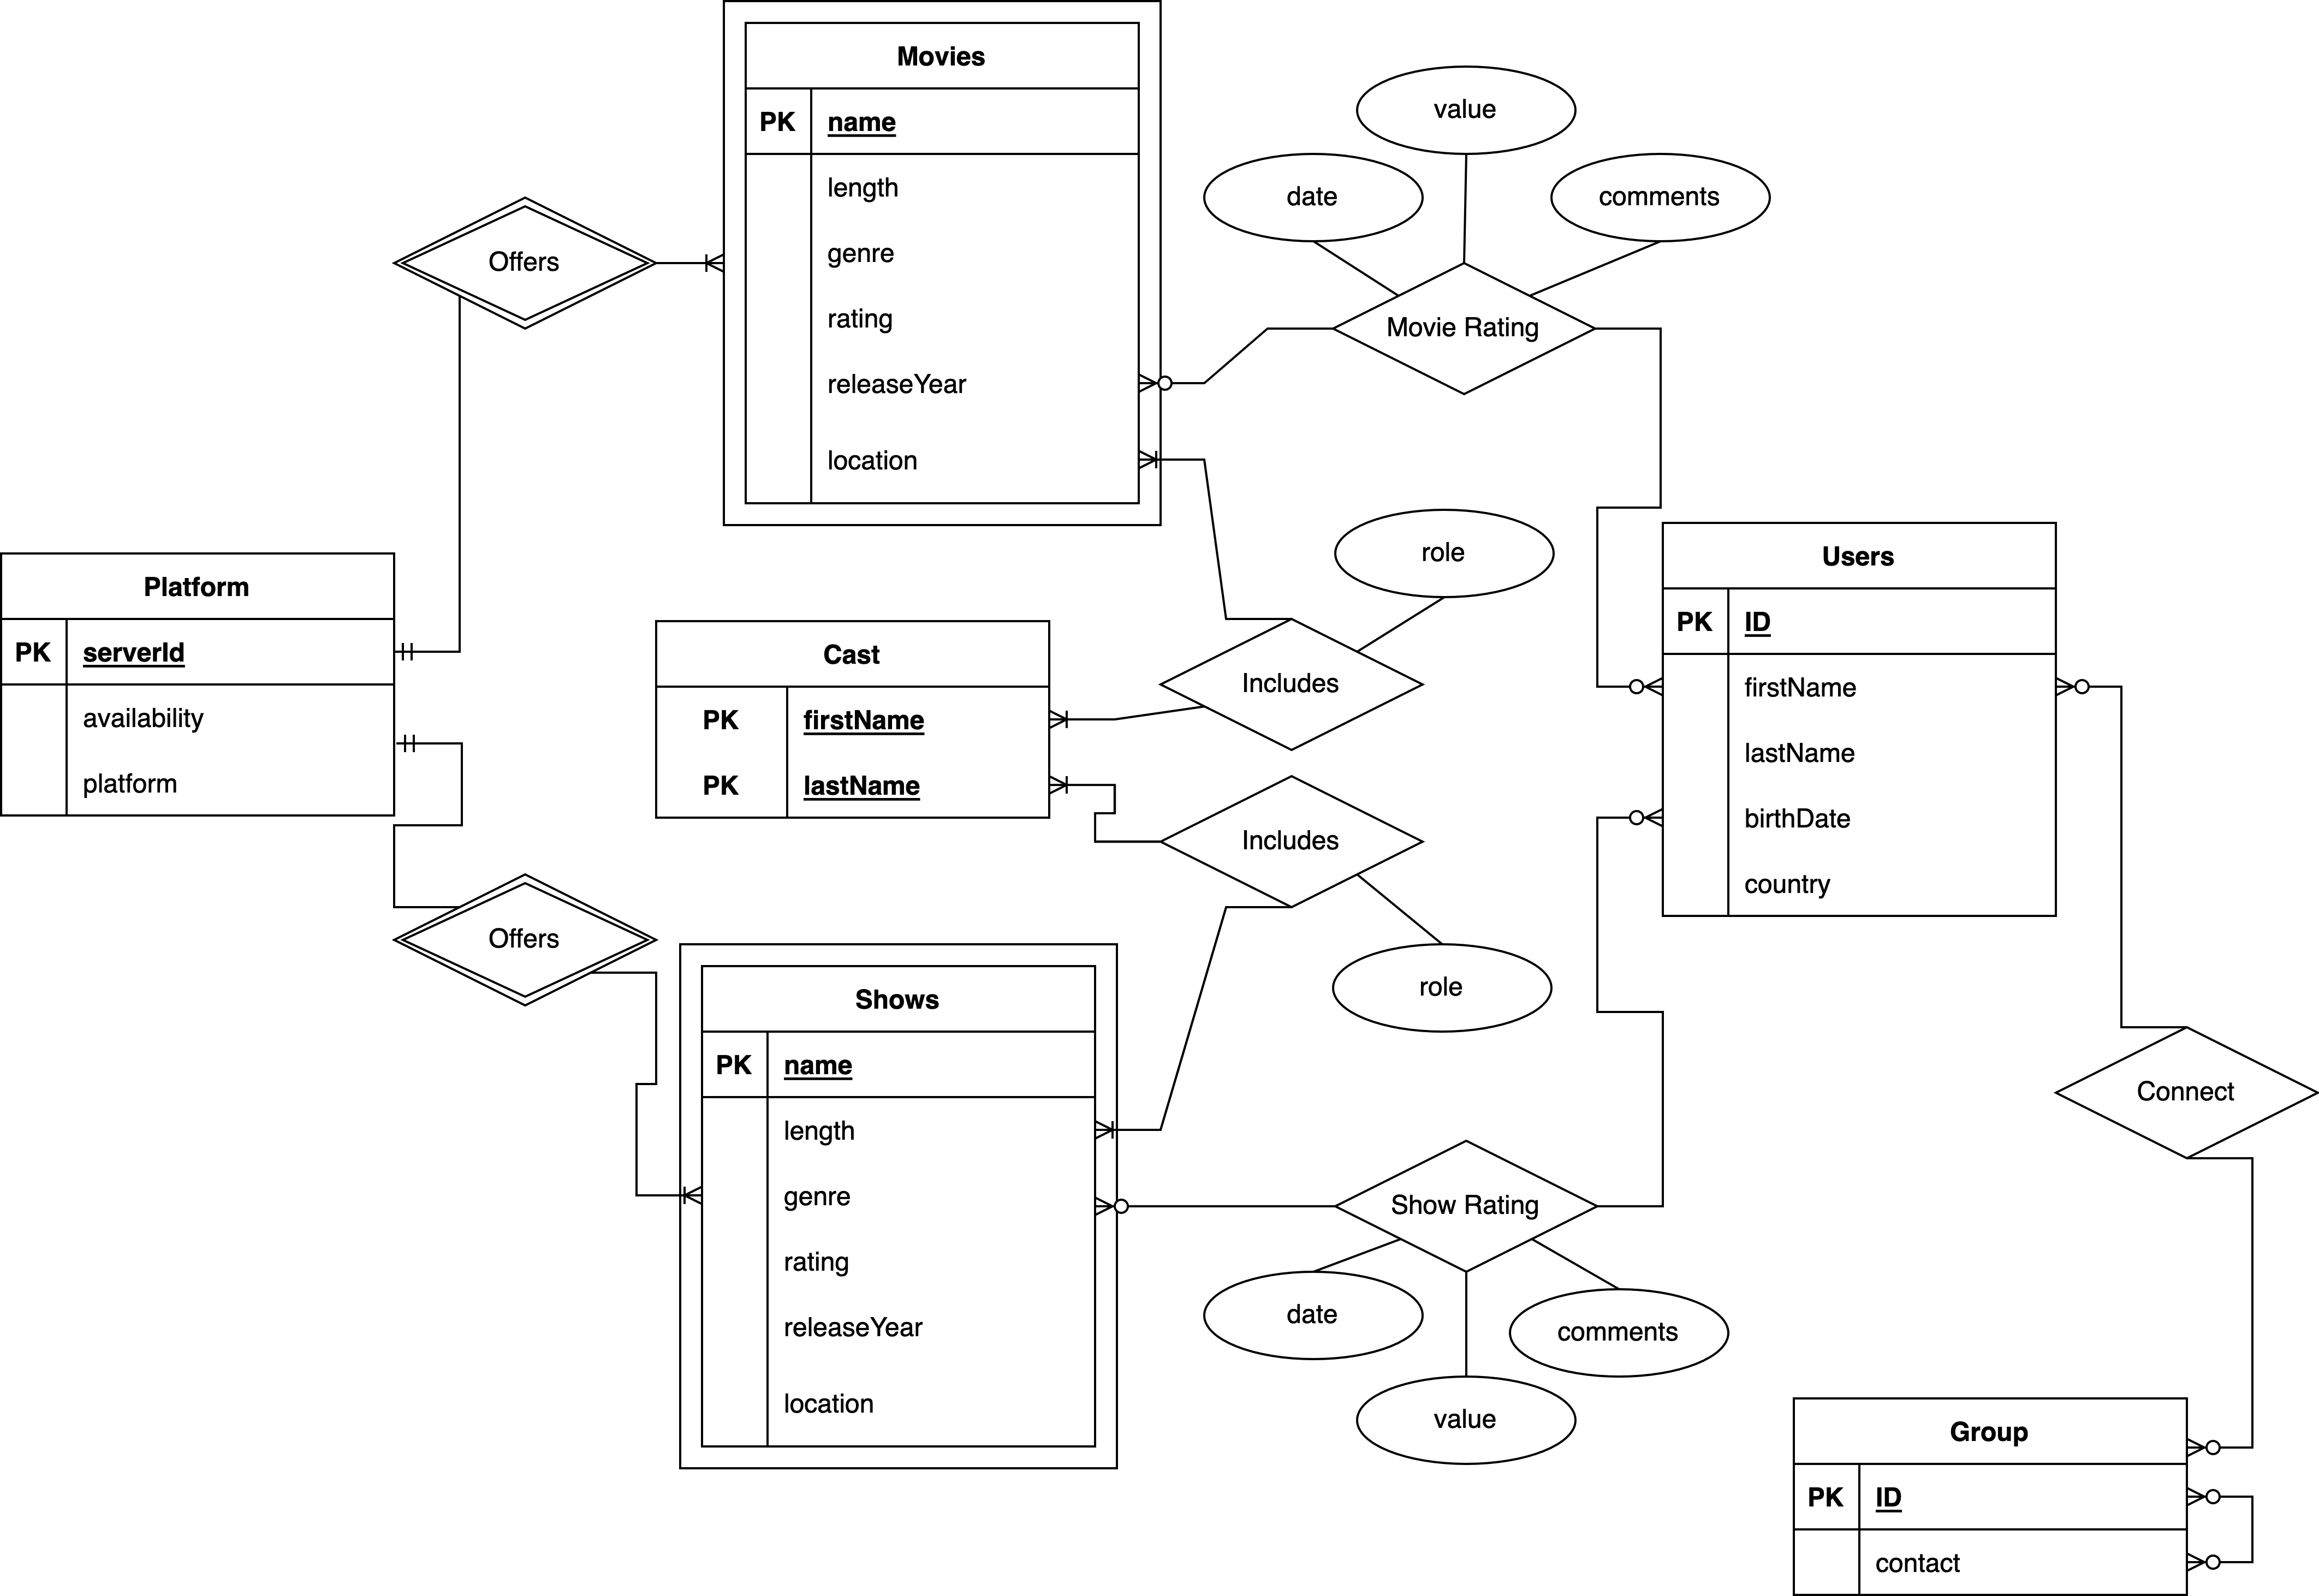 Movies
PK name
length
genre
rating
releaseYear
location
value
date
comments
Movie Rating
Offers
Platform
PK serverId
availability
platform
Cast
PK firstName
PK lastName
role
Includes
Includes
role
Users
PK ID
firstName
lastName
birthDate
country
Offers
Shows
PK name
length
genre
rating
releaseYear
location
Show Rating
date
comments
value
Connect
Group
PK ID
contact